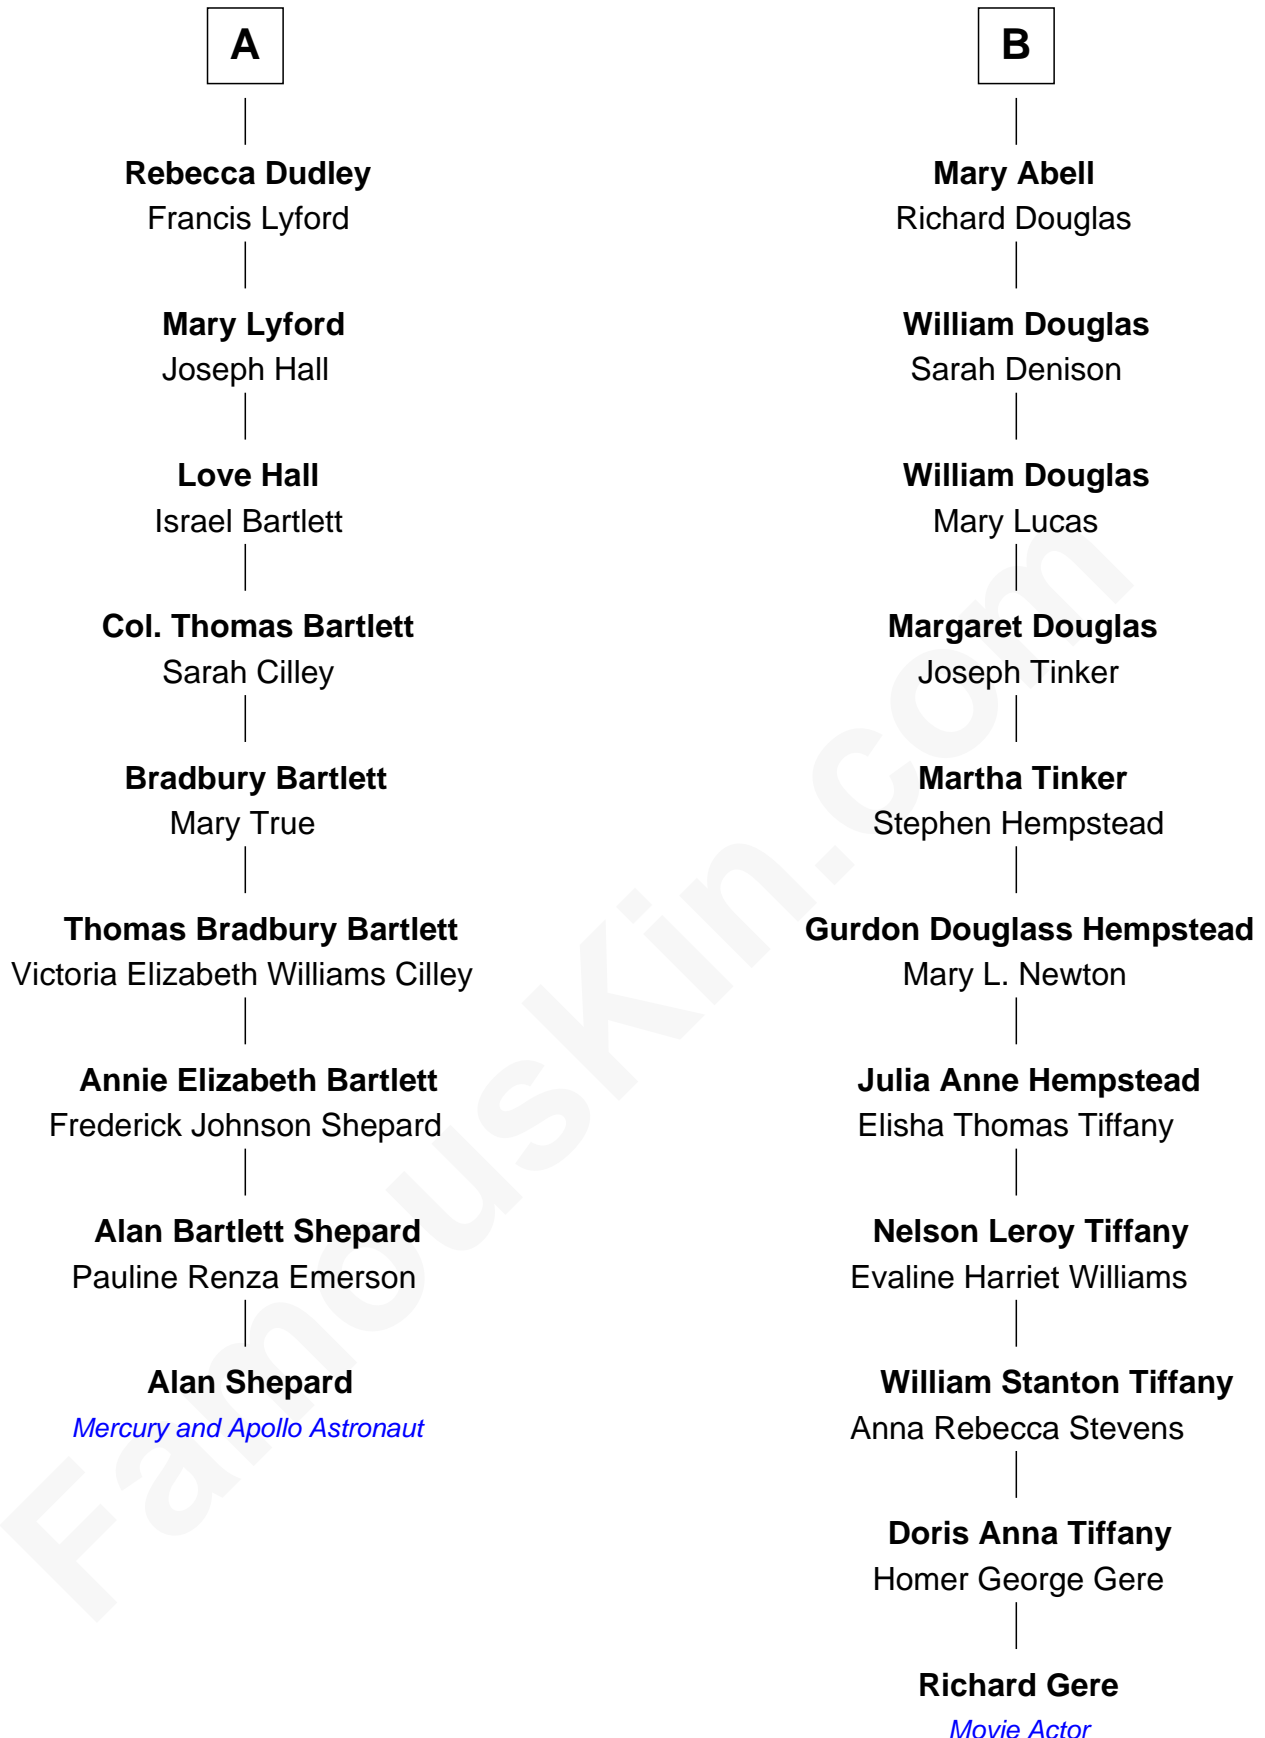 A
Rebecca Dudley
Francis Lyford
Mary Lyford
Joseph Hall
Love Hall
Israel Bartlett
Col. Thomas Bartlett
Sarah Cilley
Bradbury Bartlett
Mary True
Thomas Bradbury Bartlett
Victoria Elizabeth Williams Cilley
Annie Elizabeth Bartlett
Frederick Johnson Shepard
Alan Bartlett Shepard
Pauline Renza Emerson
Alan Shepard
Mercury and Apollo Astronaut
B
Mary Abell
Richard Douglas
William Douglas
Sarah Denison
William Douglas
Mary Lucas
Margaret Douglas
Joseph Tinker
Martha Tinker
Stephen Hempstead
Gurdon Douglass Hempstead
Mary L. Newton
Julia Anne Hempstead
Elisha Thomas Tiffany
Nelson Leroy Tiffany
Evaline Harriet Williams
William Stanton Tiffany
Anna Rebecca Stevens
Doris Anna Tiffany
Homer George Gere
Richard Gere
Movie Actor
FamousKin.com